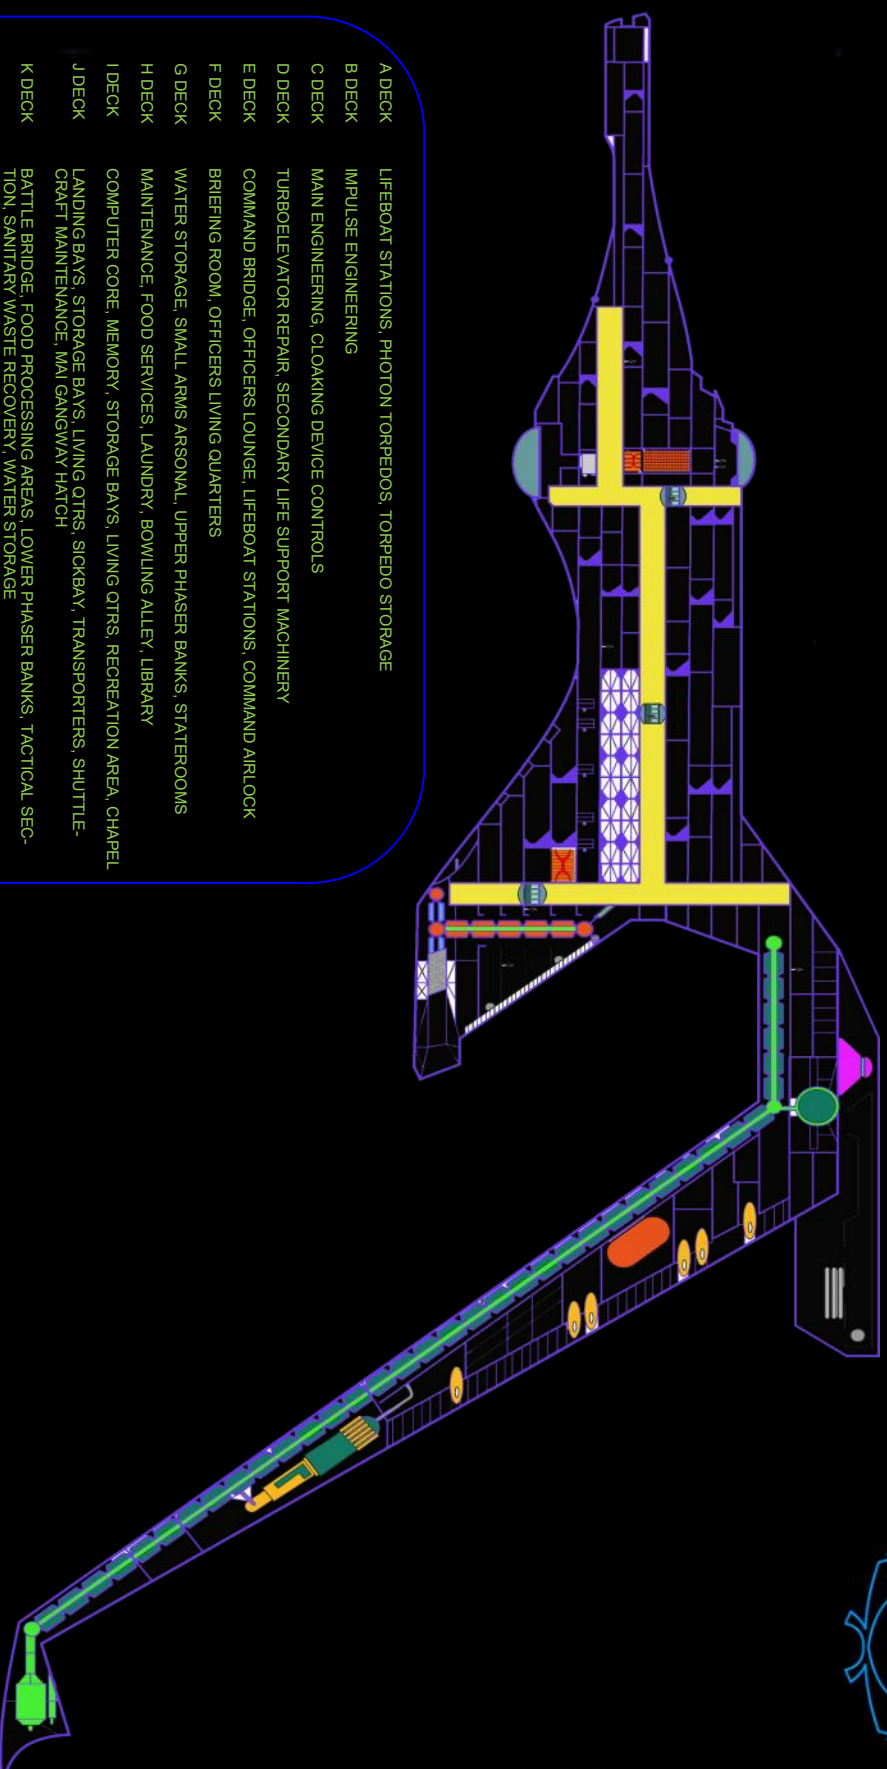 A DECK LIFEBOAT STATIONS, PHOTON TORPEDOS, TORPEDO STORAGE
B DECK IMPULSE ENGINEERING
C DECK MAIN ENGINEERING, CLOAKING DEVICE CONTROLS
D DECK TURBOELEVATOR REPAIR, SECONDARY LIFE SUPPORT MACHINERY
E DECK COMMAND BRIDGE, OFFICERS LOUNGE, LIFEBOAT STATIONS, COMMAND AIRLOCK
F DECK BRIEFING ROOM, OFFICERS LIVING QUARTERS
G DECK WATER STORAGE, SMALL ARMS ARSONAL, UPPER PHASER BANKS, STATEROOMS
H DECK MAINTENANCE, FOOD SERVICES, LAUNDRY, BOWLING ALLEY, LIBRARY
I DECK COMPUTER CORE, MEMORY, STORAGE BAYS, LIVING QTRS, RECREATION AREA, CHAPEL
J DECK LANDING BAYS, STORAGE BAYS, LIVING QTRS, SICKBAY, TRANSPORTERS, SHUTTLE-
CRAFT MAINTENANCE, MAI GANGWAY HATCH
K DECK BATTLE BRIDGE, FOOD PROCESSING AREAS, LOWER PHASER BANKS, TACTICAL SEC-
TION, SANITARY WASTE RECOVERY, WATER STORAGE